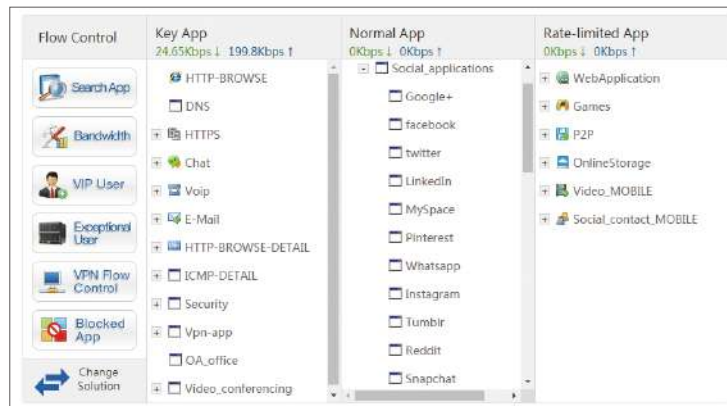 Flow Control
Search App
Bandwidth
VIP User
Exceptional
User
VPN Flow
Control
Blocked
App
Change
Solution
Key App
24.65Kbps↓ 199.8Kbps↑
HTTP-BROWSE
DNS
HTTPS
Chat
Voip
E-Mail
HTTP-BROWSE-DETAIL
ICMP-DETAIL
Security
Vpn-app
OA_office
Video_conferencing
Normal App
0Kbps↓ 0Kbps↑
Social_applications
Google+
facebook
twitter
LinkedIn
MySpace
Pinterest
Whatsapp
Instagram
Tumblr
Reddit
Snapchat
Rate-limited App
0Kbps↓ 0Kbps↑
WebApplication
Games
P2P
OnlineStorage
Video_MOBILE
Social_contact_MOBILE